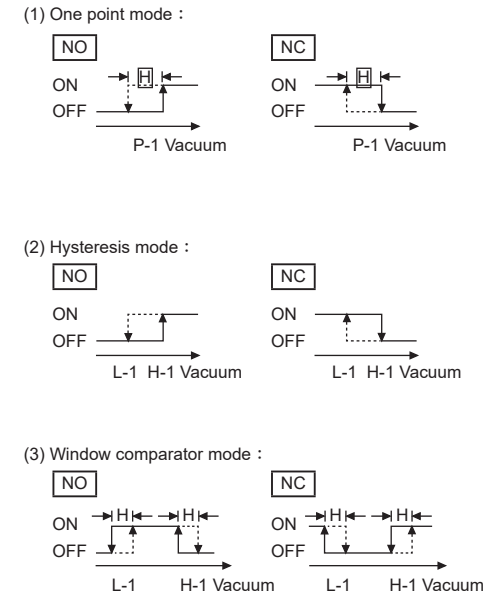 (1) One point mode：
NO
NC
H
H
ON
ON
OFF
OFF
P-1 Vacuum
P-1 Vacuum
(2) Hysteresis mode：
NO
NC
ON
ON
OFF
OFF
L-1 H-1 Vacuum
L-1 H-1 Vacuum
(3) Window comparator mode：
NO
NC
H
H
H
H
ON
ON
OFF
OFF
L-1 H-1 Vacuum
L-1 H-1 Vacuum